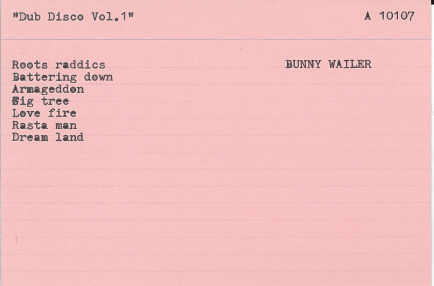 "Dub Disco Vol.1" A 10107
Roots raddics BUNNY WAILER
Battering down
Armageddon
Fig tree
Love fire
Rasta man
Dream land